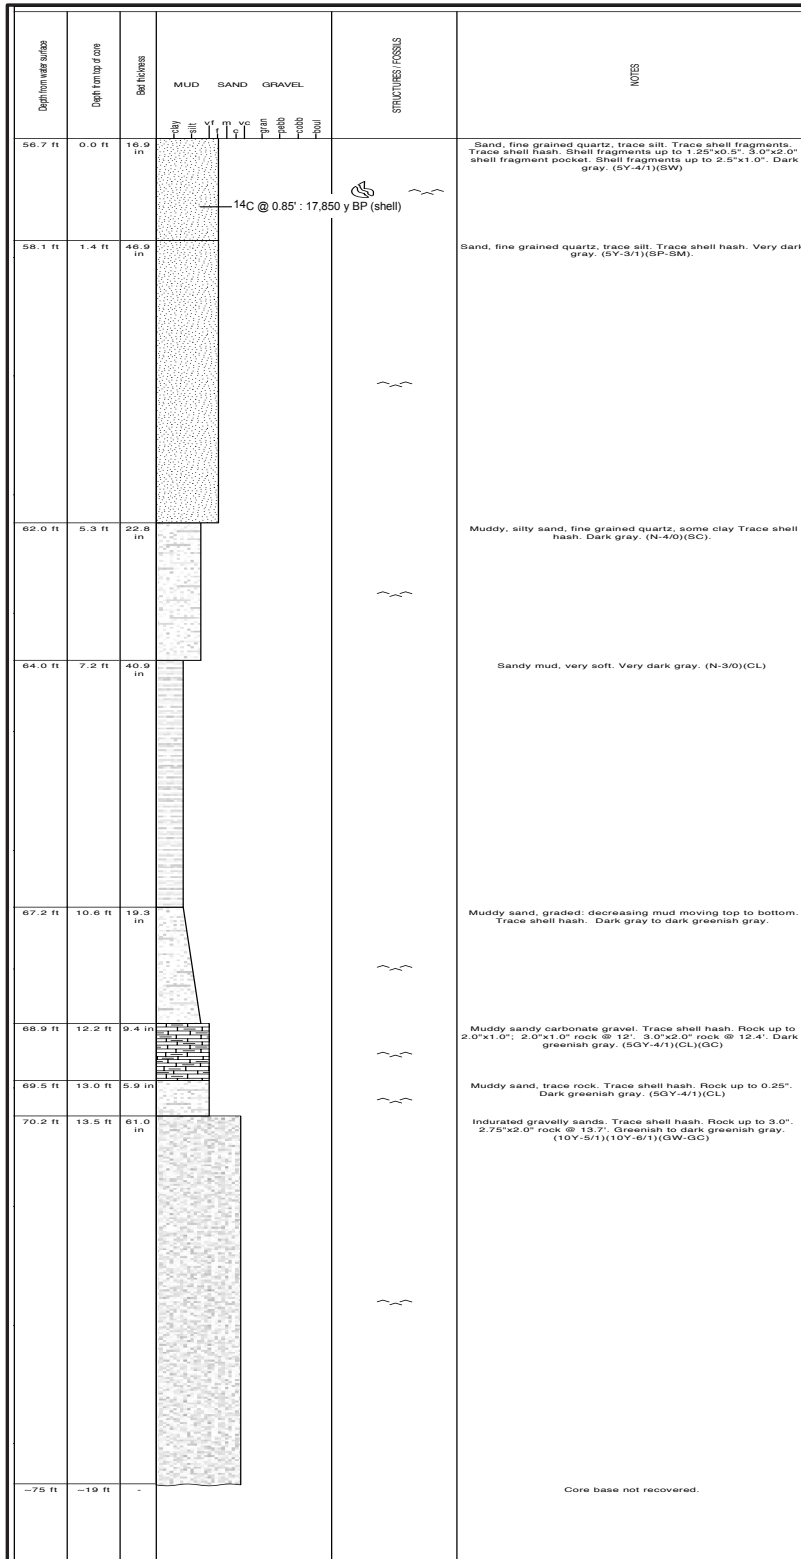 Depth from water surface
Depth from top of core
Bed thickness
MUD SAND GRAVEL
clay
silt
vf
f
m
c
vc
gran
pebb
cobb
boul
STRUCTURES / FOSSILS
NOTES
56.7 ft 0.0 ft 16.9
in
Sand, fine grained quartz, trace silt. Trace shell fragments.
Trace shell hash. Shell fragments up to 1.25"x0.5". 3.0"x2.0"
shell fragment pocket. Shell fragments up to 2.5"x1.0". Dark
gray. (5Y-4/1)(SW)
14C @ 0.85' : 17,850 y BP (shell)
58.1 ft 1.4 ft 46.9
in
Sand, fine grained quartz, trace silt. Trace shell hash. Very dark
gray. (5Y-3/1)(SP-SM).
62.0 ft 5.3 ft 22.8
in
Muddy, silty sand, fine grained quartz, some clay Trace shell
hash. Dark gray. (N-4/0)(SC).
64.0 ft 7.2 ft 40.9
in
Sandy mud, very soft. Very dark gray. (N-3/0)(CL)
67.2 ft 10.6 ft 19.3
in
Muddy sand, graded: decreasing mud moving top to bottom.
Trace shell hash. Dark gray to dark greenish gray.
68.9 ft 12.2 ft 9.4 in
Muddy sandy carbonate gravel. Trace shell hash. Rock up to
2.0"x1.0"; 2.0"x1.0" rock @ 12'. 3.0"x2.0" rock @ 12.4'. Dark
greenish gray. (5GY-4/1)(CL)(GC)
69.5 ft 13.0 ft 5.9 in
Muddy sand, trace rock. Trace shell hash. Rock up to 0.25".
Dark greenish gray. (5GY-4/1)(CL)
70.2 ft 13.5 ft 61.0
in
Indurated gravelly sands. Trace shell hash. Rock up to 3.0".
2.75"x2.0" rock @ 13.7'. Greenish to dark greenish gray.
(10Y-5/1)(10Y-6/1)(GW-GC)
~75 ft ~19 ft -
Core base not recovered.